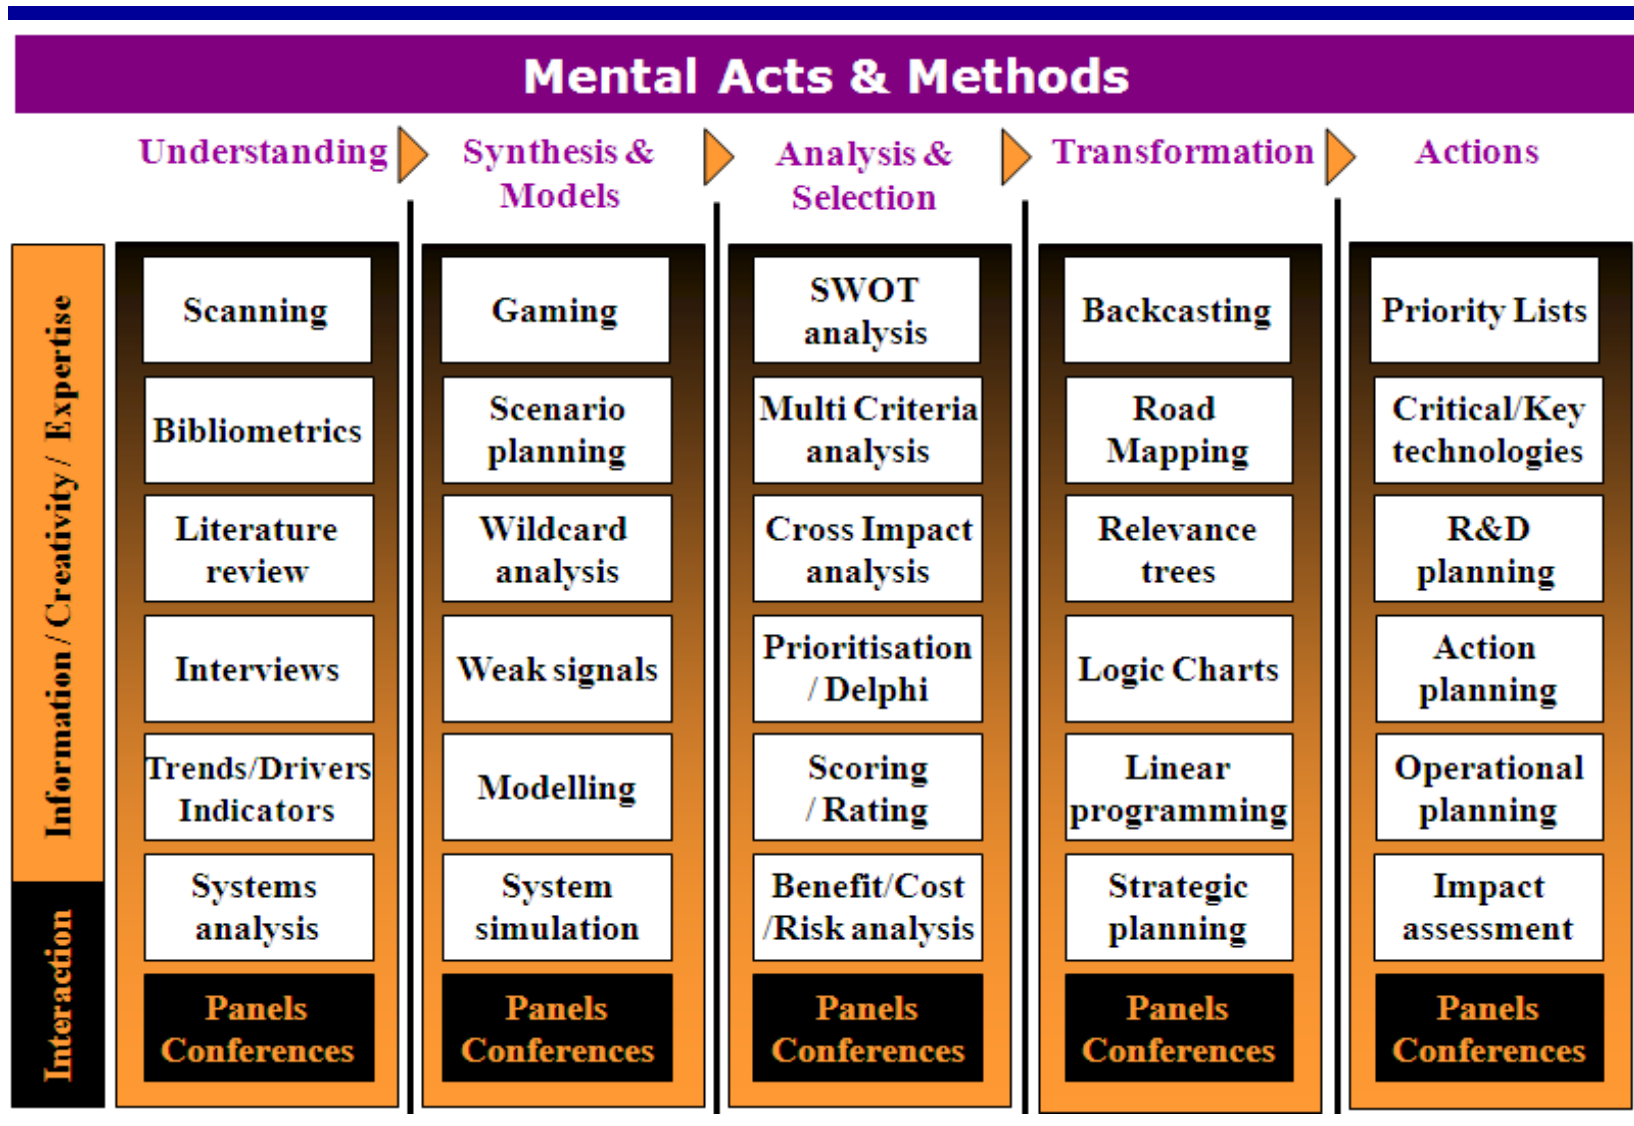 Mental Acts & Methods
Understanding
Synthesis &
Models
Analysis &
Selection
Transformation
Actions
Information / Creativity / Expertise
Interaction
Scanning
Bibliometrics
Literature
review
Interviews
Trends/Drivers
Indicators
Systems
analysis
Panels
Conferences
Gaming
Scenario
planning
Wildcard
analysis
Weak signals
Modelling
System
simulation
Panels
Conferences
SWOT
analysis
Multi Criteria
analysis
Cross Impact
analysis
Prioritisation
/ Delphi
Scoring
/ Rating
Benefit/Cost
/Risk analysis
Panels
Conferences
Backcasting
Road
Mapping
Relevance
trees
Logic Charts
Linear
programming
Strategic
planning
Panels
Conferences
Priority Lists
Critical/Key
technologies
R&D
planning
Action
planning
Operational
planning
Impact
assessment
Panels
Conferences